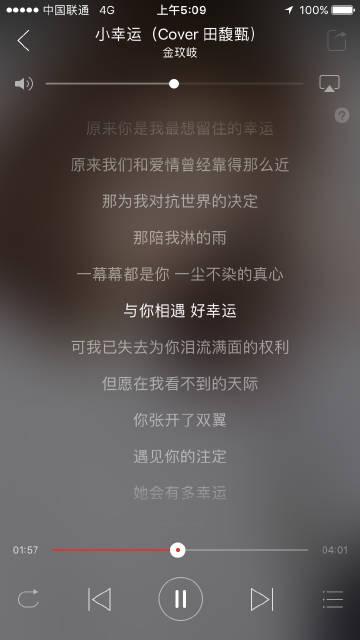 中国联通 4G 上午5:09 100%
小幸运（Cover 田馥甄）
金玟岐
?
原来你是我最想留住的幸运
原来我们和爱情曾经靠得那么近
那为我对抗世界的决定
那陪我淋的雨
一幕幕都是你 一尘不染的真心
与你相遇 好幸运
可我已失去为你泪流满面的权利
但愿在我看不到的天际
你张开了双翼
遇见你的注定
她会有多幸运
01:57 04:01